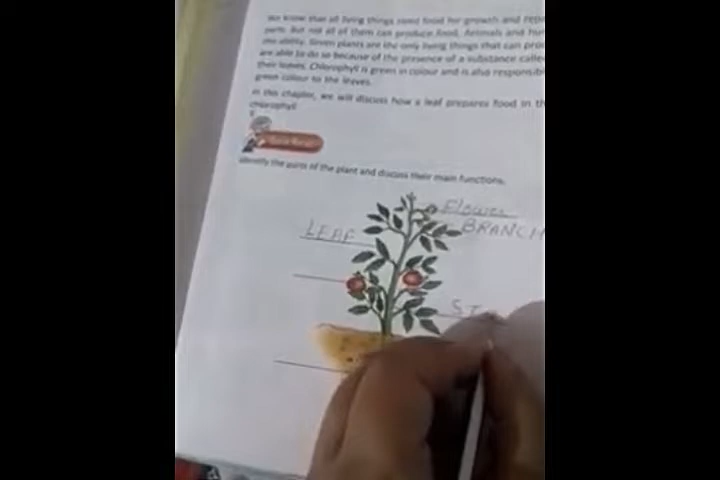 We know that all living things need food for growth and repa
parts. But not all of them can produce food. Animals and hum
this ability. Green plants are the only living things that can prod
are able to do so because of the presence of a substance called
their leaves. Chlorophyll is green in colour and is also responsibl
green colour to the leaves.
In this chapter, we will discuss how a leaf prepares food in th
chlorophyll
Identify the parts of the plant and discuss their main functions.
Flower
LEAF
BRANCH
ST